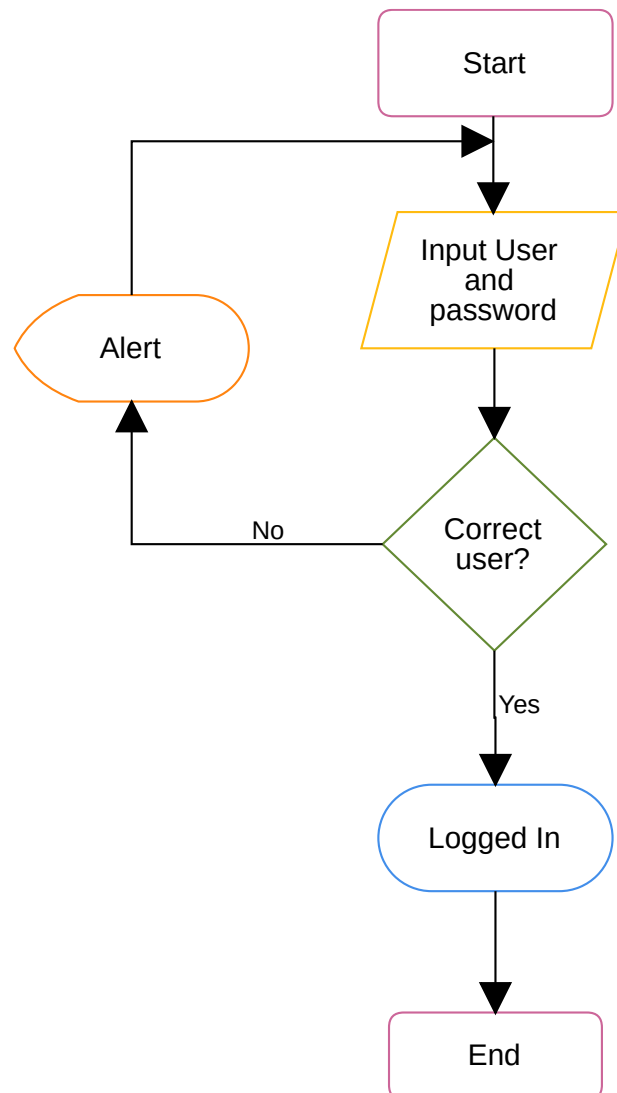 Start
Input User
and
password
Alert
Correct
user?
No
Yes
Logged In
End